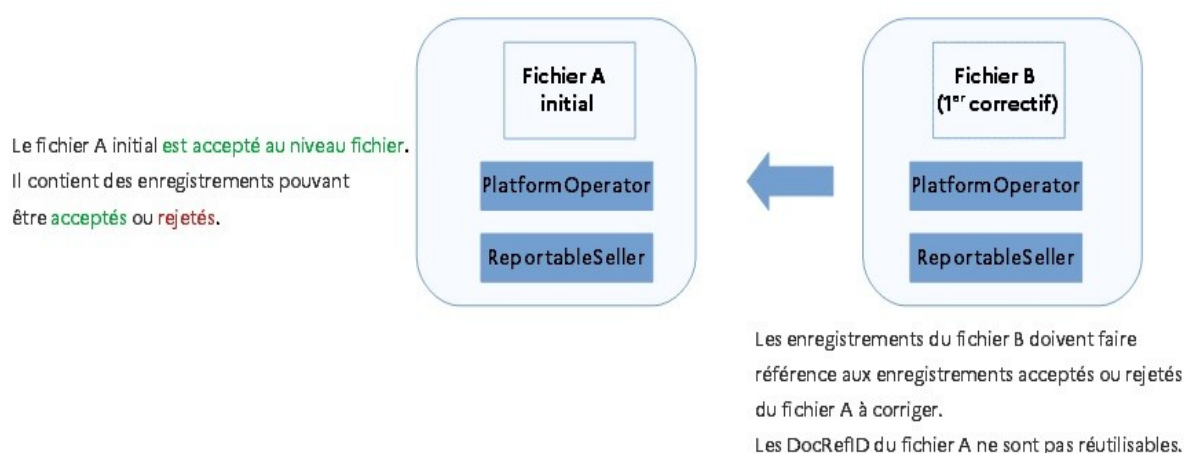 Fichier A
initial
Fichier B
(1er correctif)
Le fichier A initial est accepté au niveau fichier.
Il contient des enregistrements pouvant
être acceptés ou rejetés.
PlatformOperator
PlatformOperator
ReportableSeller
ReportableSeller
Les enregistrements du fichier B doivent faire
référence aux enregistrements acceptés ou rejetés
du fichier A à corriger.
Les DocRefID du fichier A ne sont pas réutilisables.